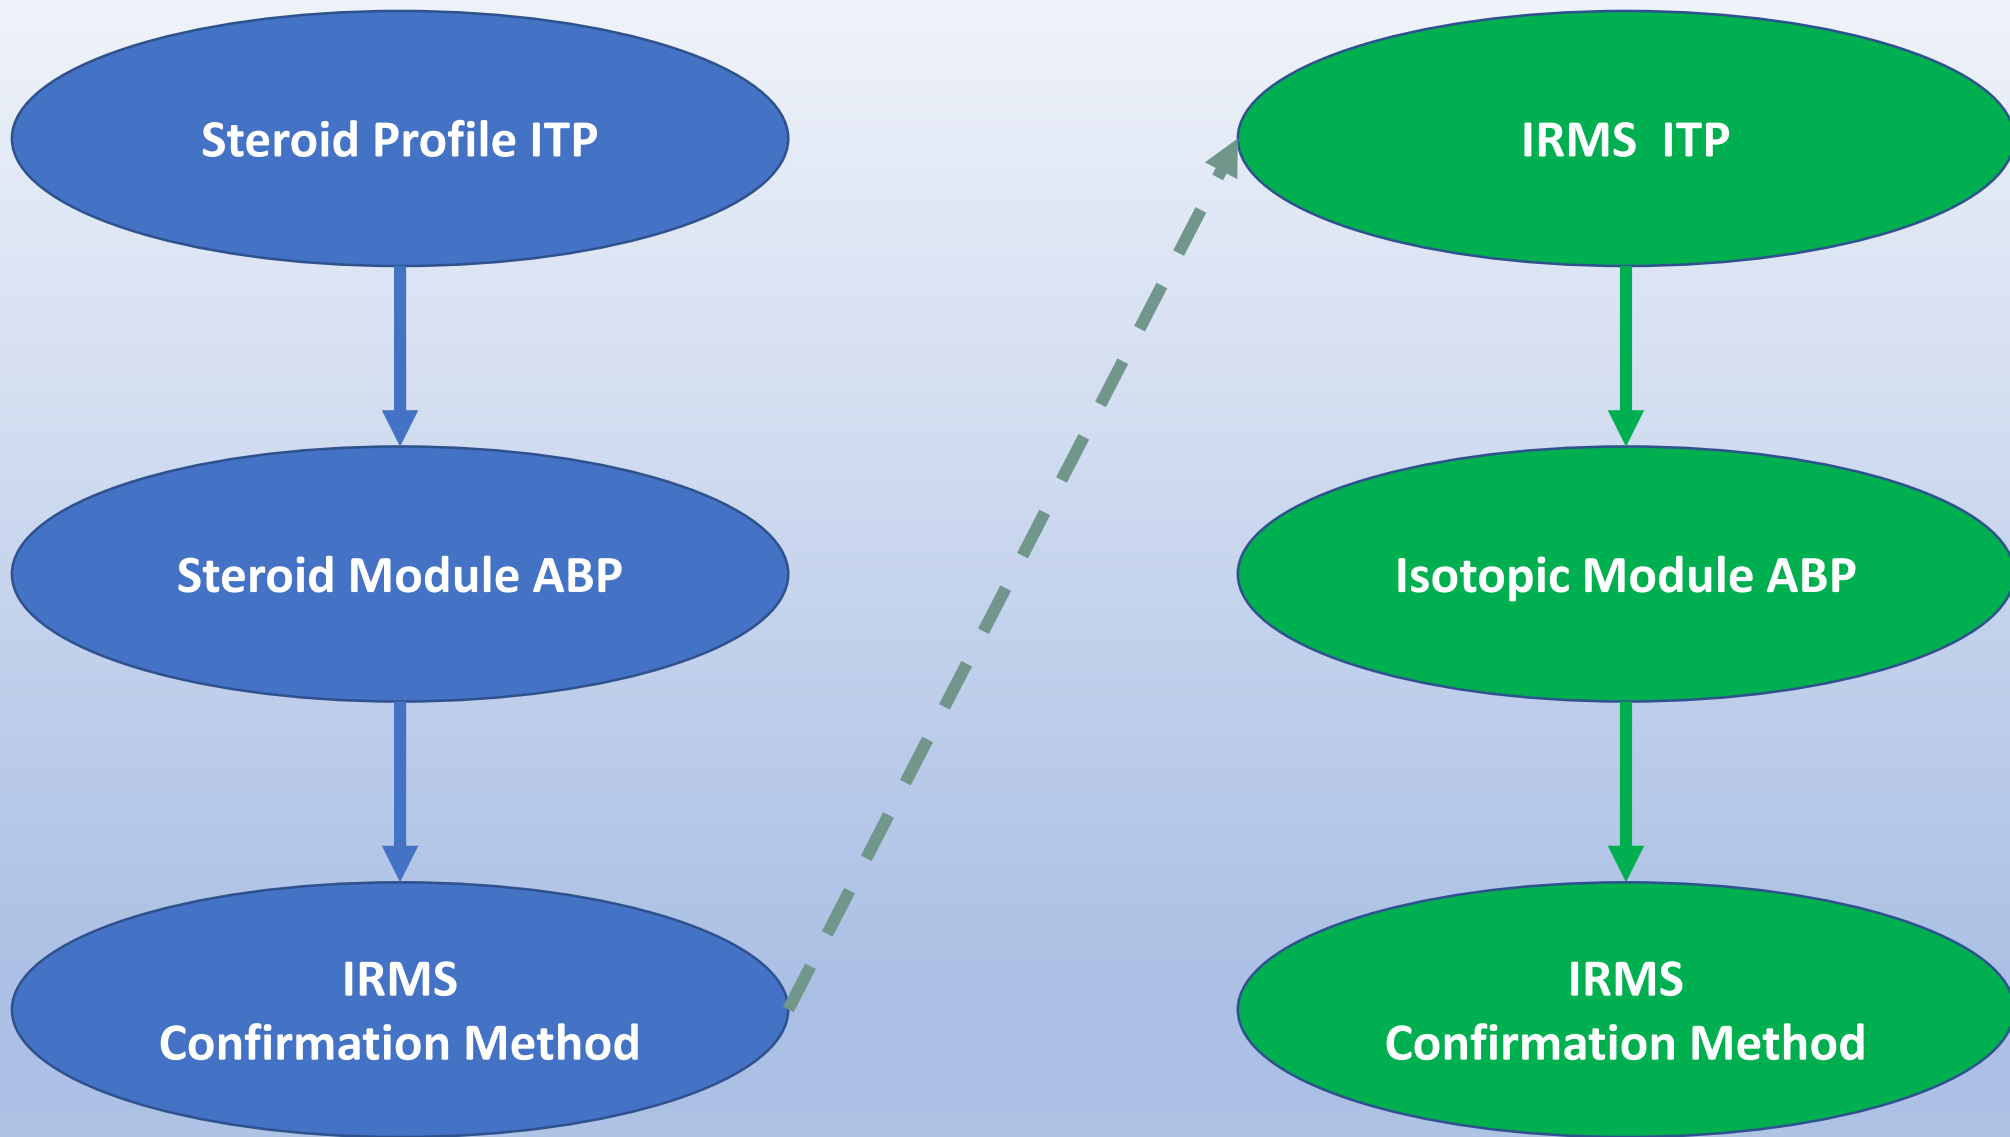 Steroid Profile ITP
Steroid Module ABP
IRMS
Confirmation Method
IRMS  ITP
Isotopic Module ABP
IRMS
Confirmation Method